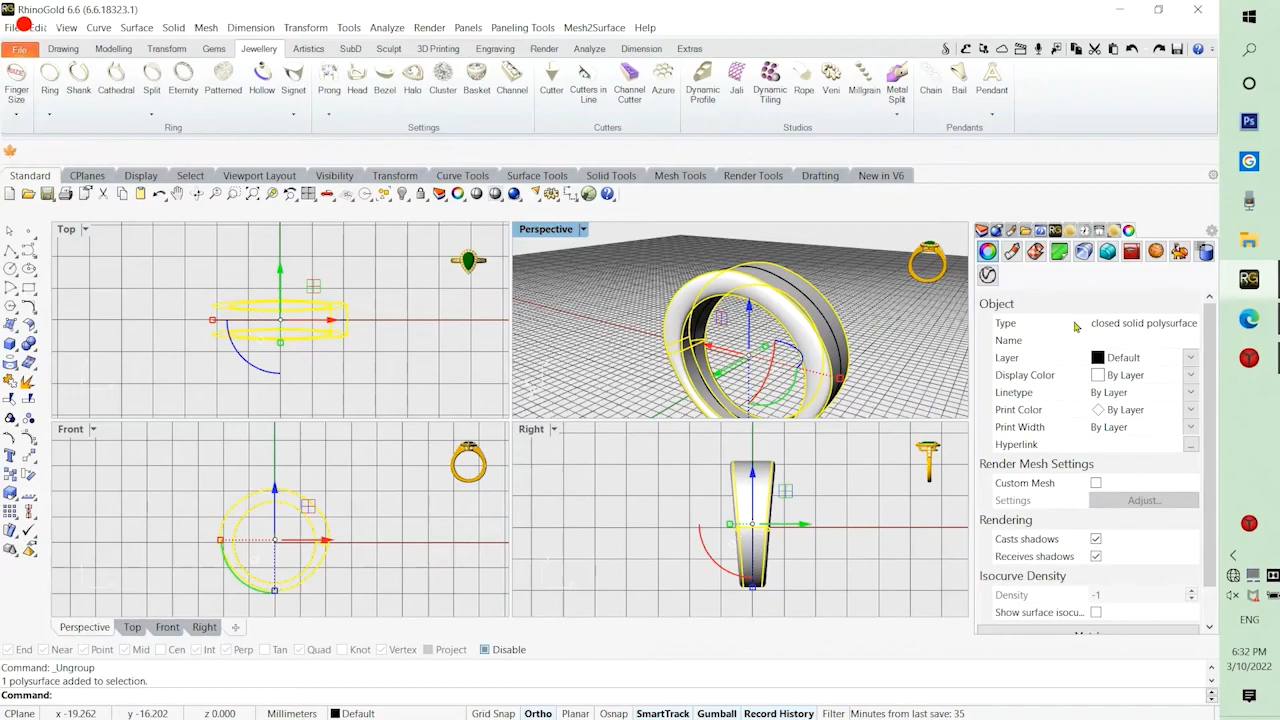 RhinoGold 6.6 (6.6.18323.1)
File Edit View Curve Surface Solid Mesh Dimension Transform Tools Analyze Render Panels Paneling Tools Mesh2Surface Help
File Drawing Modelling Transform Gems Jewellery Artistics SubD Sculpt 3D Printing Engraving Render Analyze Dimension Extras
Finger Size Ring Shank Cathedral Split Eternity Patterned Hollow Signet Prong Head Bezel Halo Cluster Basket Channel Cutter Cutters in Line Channel Cutter Azure Dynamic Profile Jali Dynamic Tiling Rope Veni Millgrain Metal Split Chain Bail Pendant
Ring Settings Cutters Studios Pendants
Standard CPlanes Display Select Viewport Layout Visibility Transform Curve Tools Surface Tools Solid Tools Mesh Tools Render Tools Drafting New in V6
Top
Perspective
Front
Right
Object
Type closed solid polysurface
Name
Layer Default
Display Color By Layer
Linetype By Layer
Print Color By Layer
Print Width By Layer
Hyperlink ...
Render Mesh Settings
Custom Mesh
Settings Adjust...
Rendering
Casts shadows
Receives shadows
Isocurve Density
Density -1
Show surface isocu...
Perspective Top Front Right
End Near Point Mid Cen Int Perp Tan Quad Knot Vertex Project Disable
Command: _Ungroup
1 polysurface added to selection.
Command:
CPlane x -19.262 y -16.202 z 0.000 Millimeters Default Grid Snap Ortho Planar Osnap SmartTrack Gumball Record History Filter Minutes from last save: 35
RG
Ps
G
RG
ENG
6:32 PM
3/10/2022